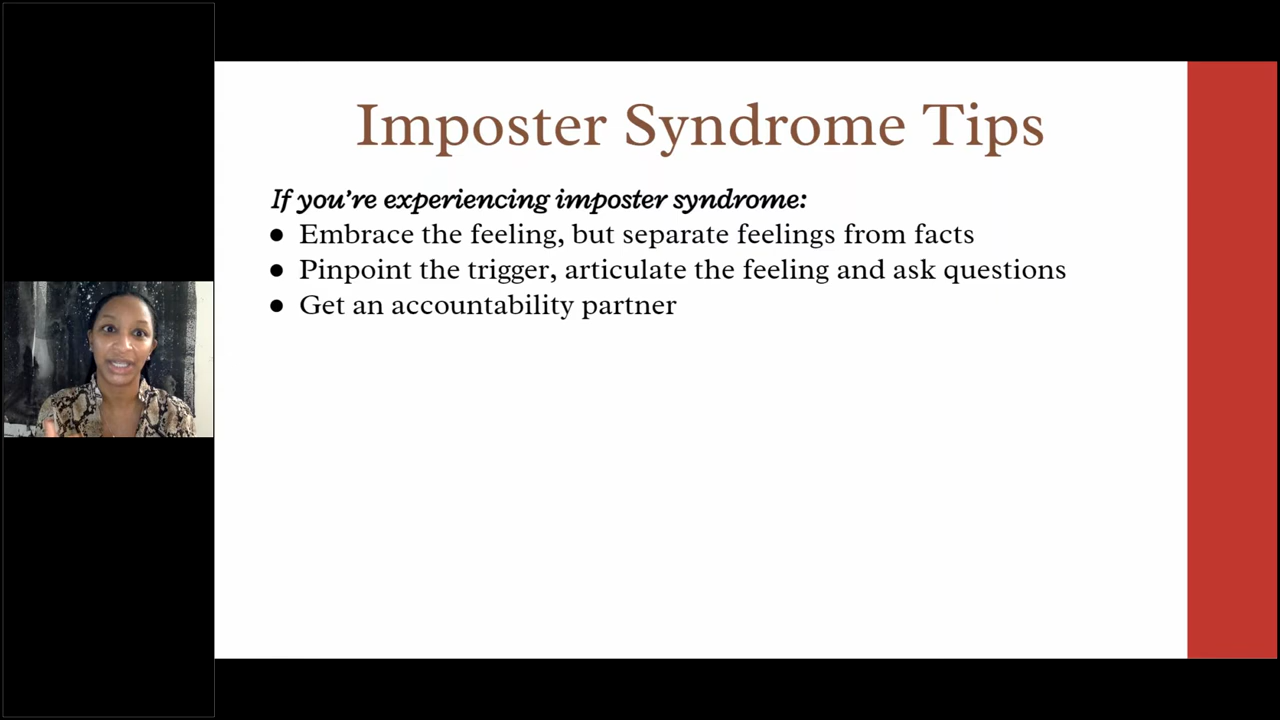 Imposter Syndrome Tips
If you're experiencing imposter syndrome:
● Embrace the feeling, but separate feelings from facts
● Pinpoint the trigger, articulate the feeling and ask questions
● Get an accountability partner